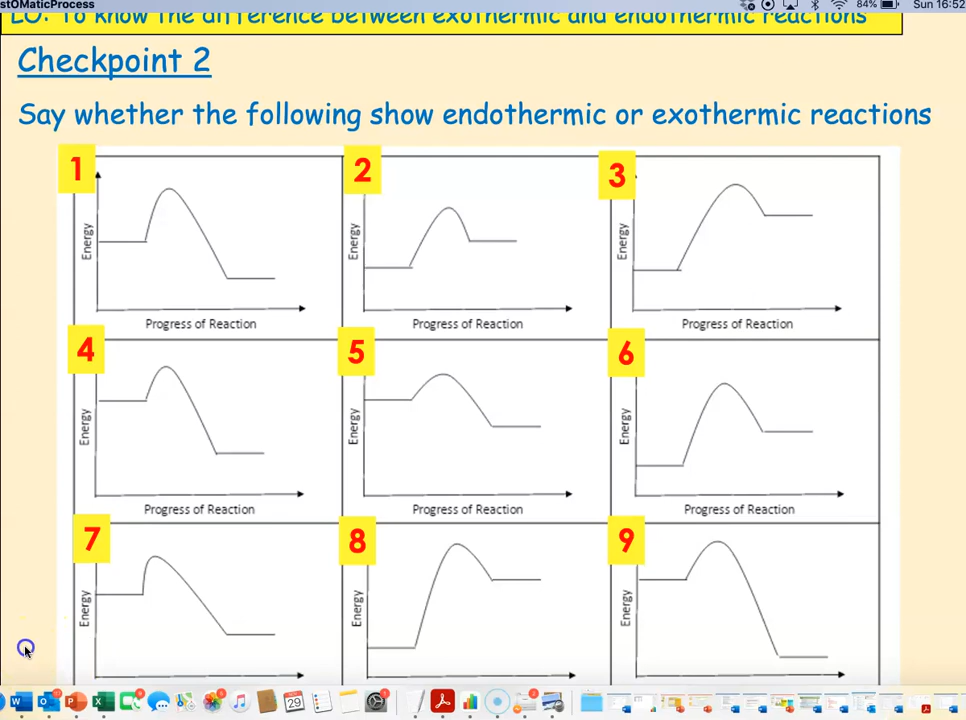 stOMaticProcess 84% Sun 16:52
LO: To know the difference between exothermic and endothermic reactions
Checkpoint 2
Say whether the following show endothermic or exothermic reactions
1 2 3
Energy Energy Energy
Progress of Reaction Progress of Reaction Progress of Reaction
4 5 6
Energy Energy Energy
Progress of Reaction Progress of Reaction Progress of Reaction
7 8 9
Energy Energy Energy
29